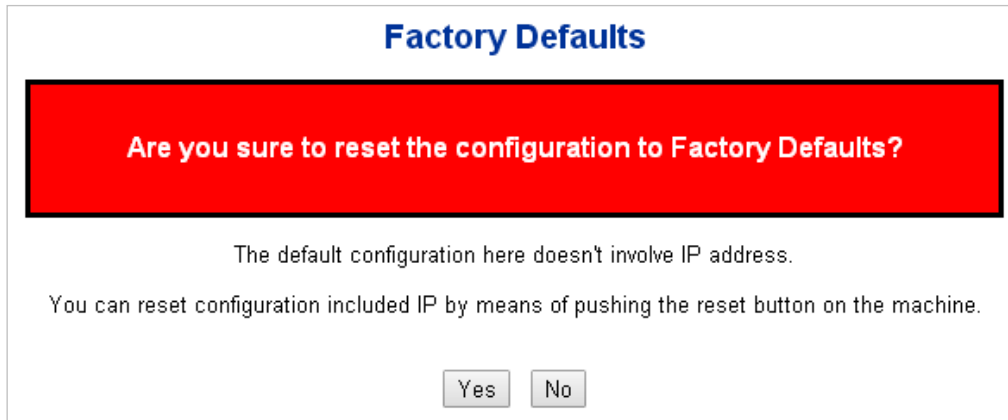 Factory Defaults
Are you sure to reset the configuration to Factory Defaults?
The default configuration here doesn't involve IP address.
You can reset configuration included IP by means of pushing the reset button on the machine.
Yes No